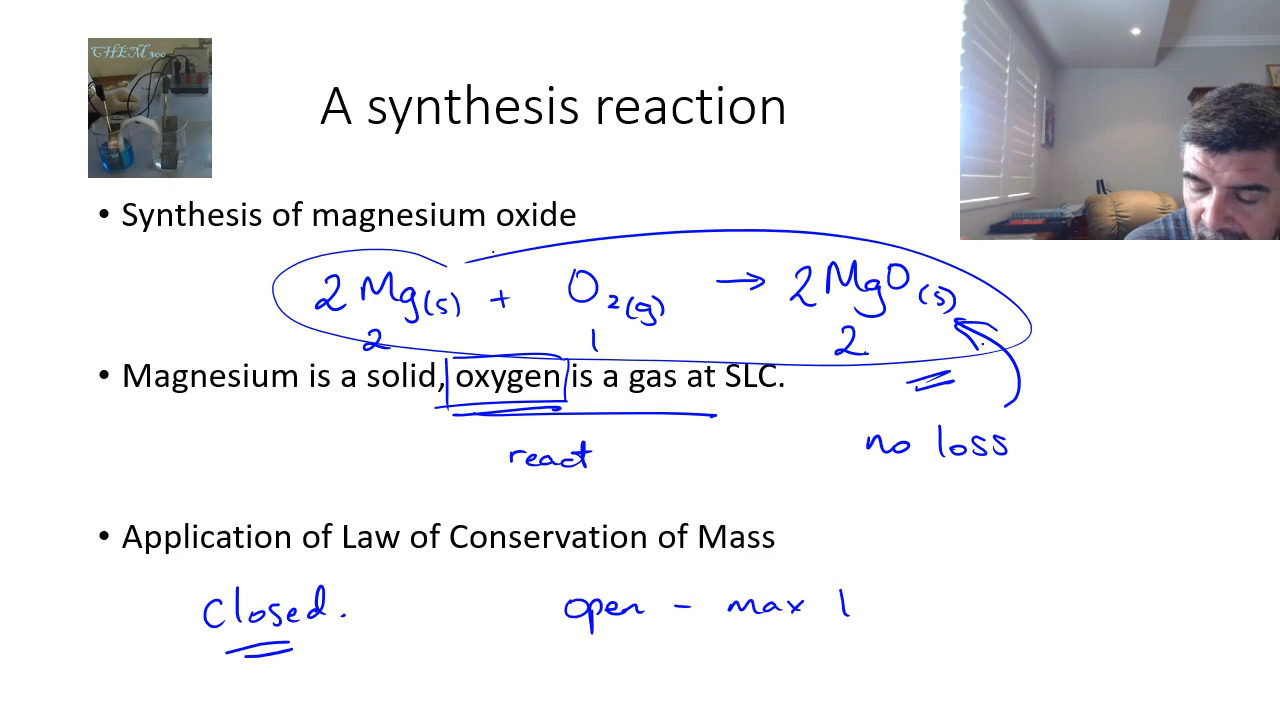 CHEM 300
A synthesis reaction
• Synthesis of magnesium oxide
2 Mg(s) + O₂(g) → 2 MgO(s)
2 1 2
• Magnesium is a solid, oxygen is a gas at SLC.
react
no loss
• Application of Law of Conservation of Mass
closed.
open - max l